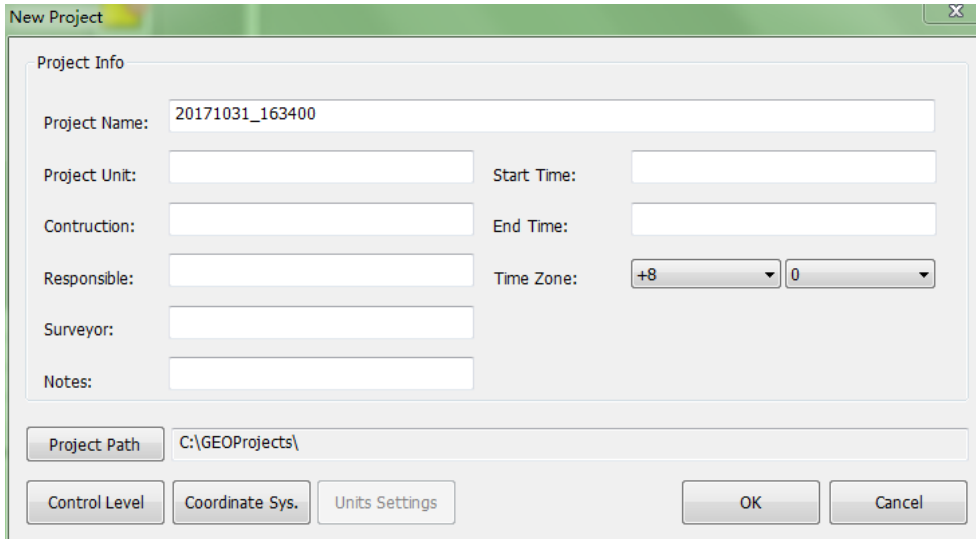 New Project
Project Info
Project Name: 20171031_163400
Project Unit: Start Time:
Contruction: End Time:
Responsible: Time Zone: +8 0
Surveyor:
Notes:
Project Path C:\GEOProjects\
Control Level Coordinate Sys. Units Settings OK Cancel